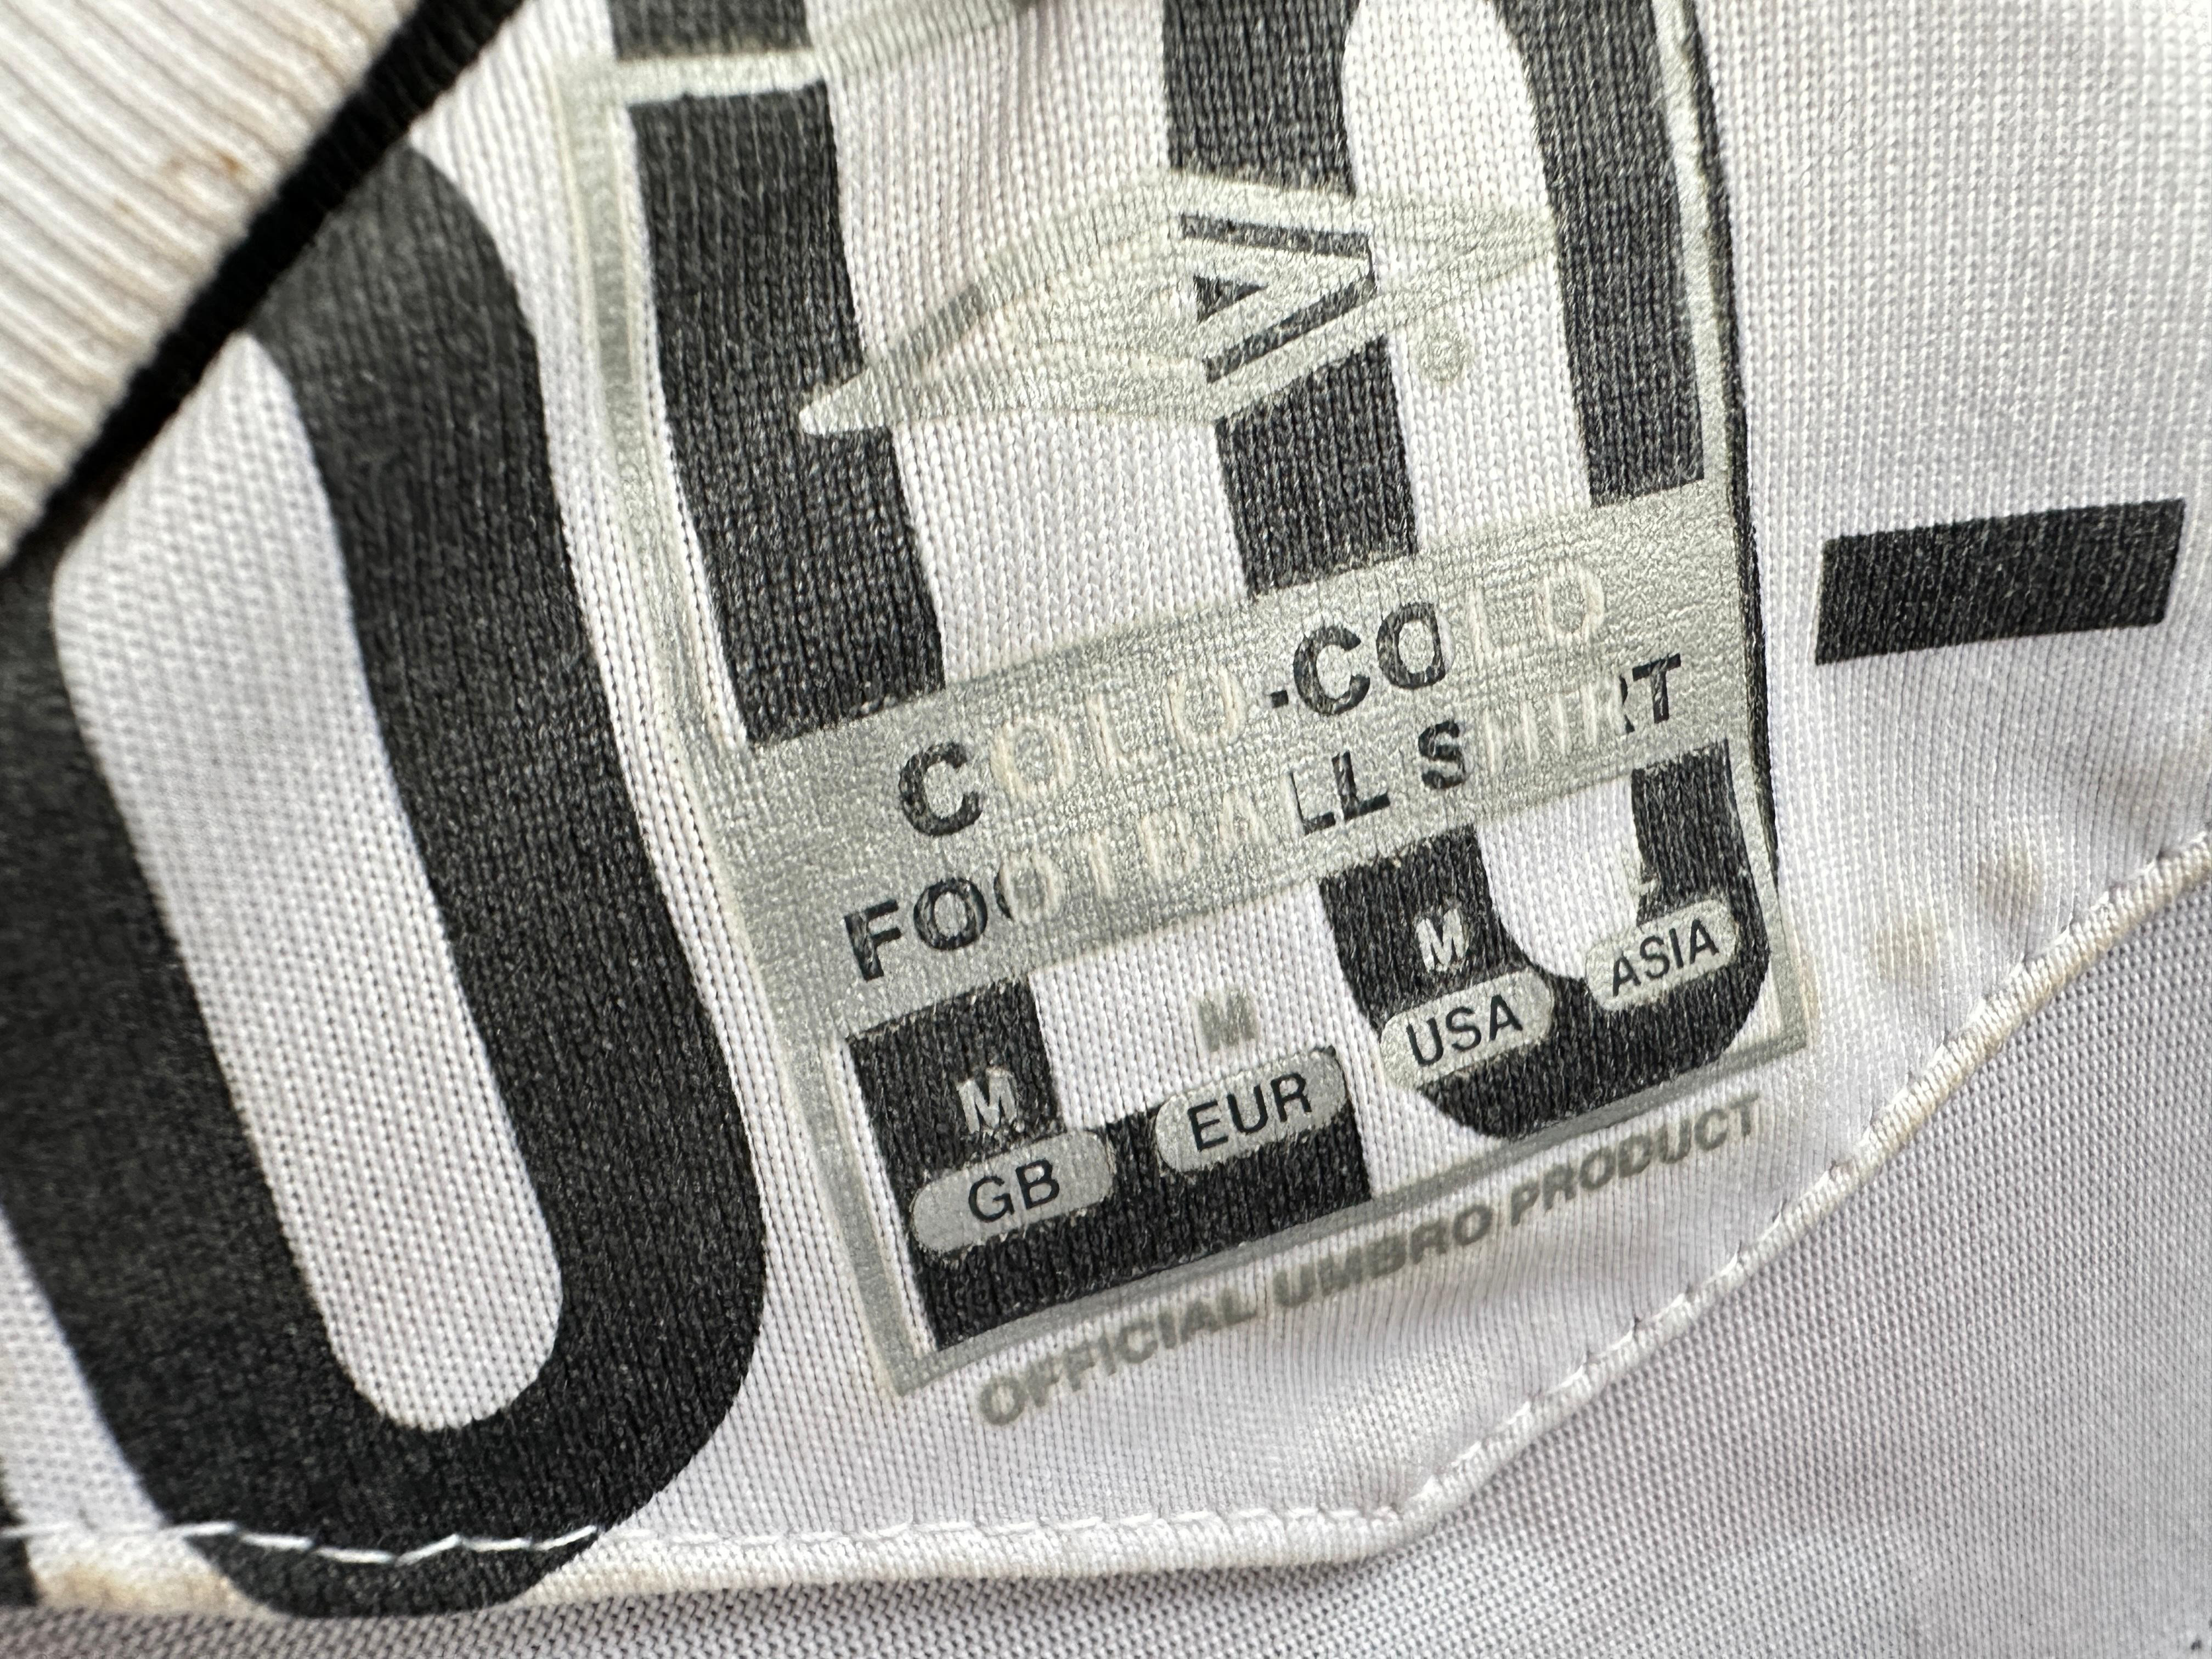 COLO-COLO
FOOTBALL SHIRT
M M M L
GB EUR USA ASIA
OFFICIAL UMBRO PRODUCT